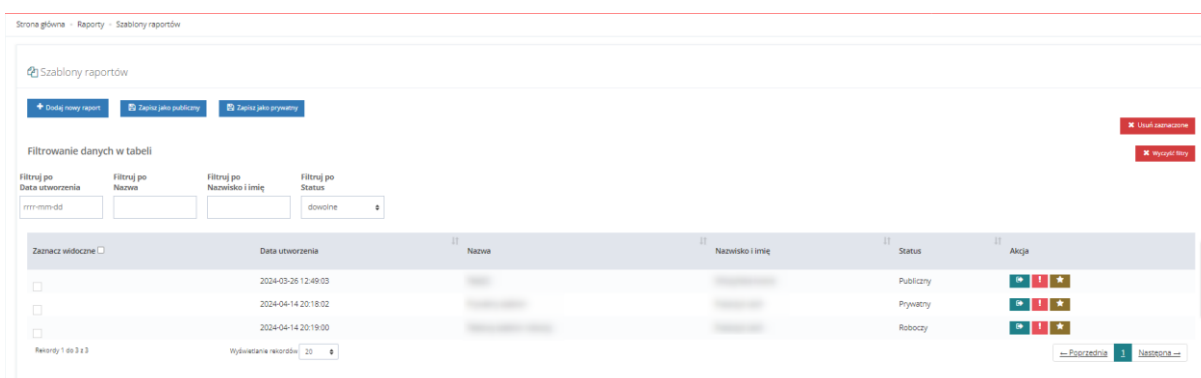 Strona główna - Raporty - Szablony raportów
Szablony raportów
Dodaj nowy raport Zapisz jako publiczny Zapisz jako prywatny
Usuń zaznaczone
Filtrowanie danych w tabeli
Wyczyść filtry
Filtruj po Filtruj po Filtruj po Filtruj po
Data utworzenia Nazwa Nazwisko i imię Status
rrrr-mm-dd dowolne
Zaznacz widoczne Data utworzenia Nazwa Nazwisko i imię Status Akcja
2024-03-26 12:49:03 Publiczny
2024-04-14 20:18:02 Prywatny
2024-04-14 20:19:00 Roboczy
Rekordy 1 do 3 z 3 Wyświetlanie rekordów 20 ← Poprzednia 1 Następna →